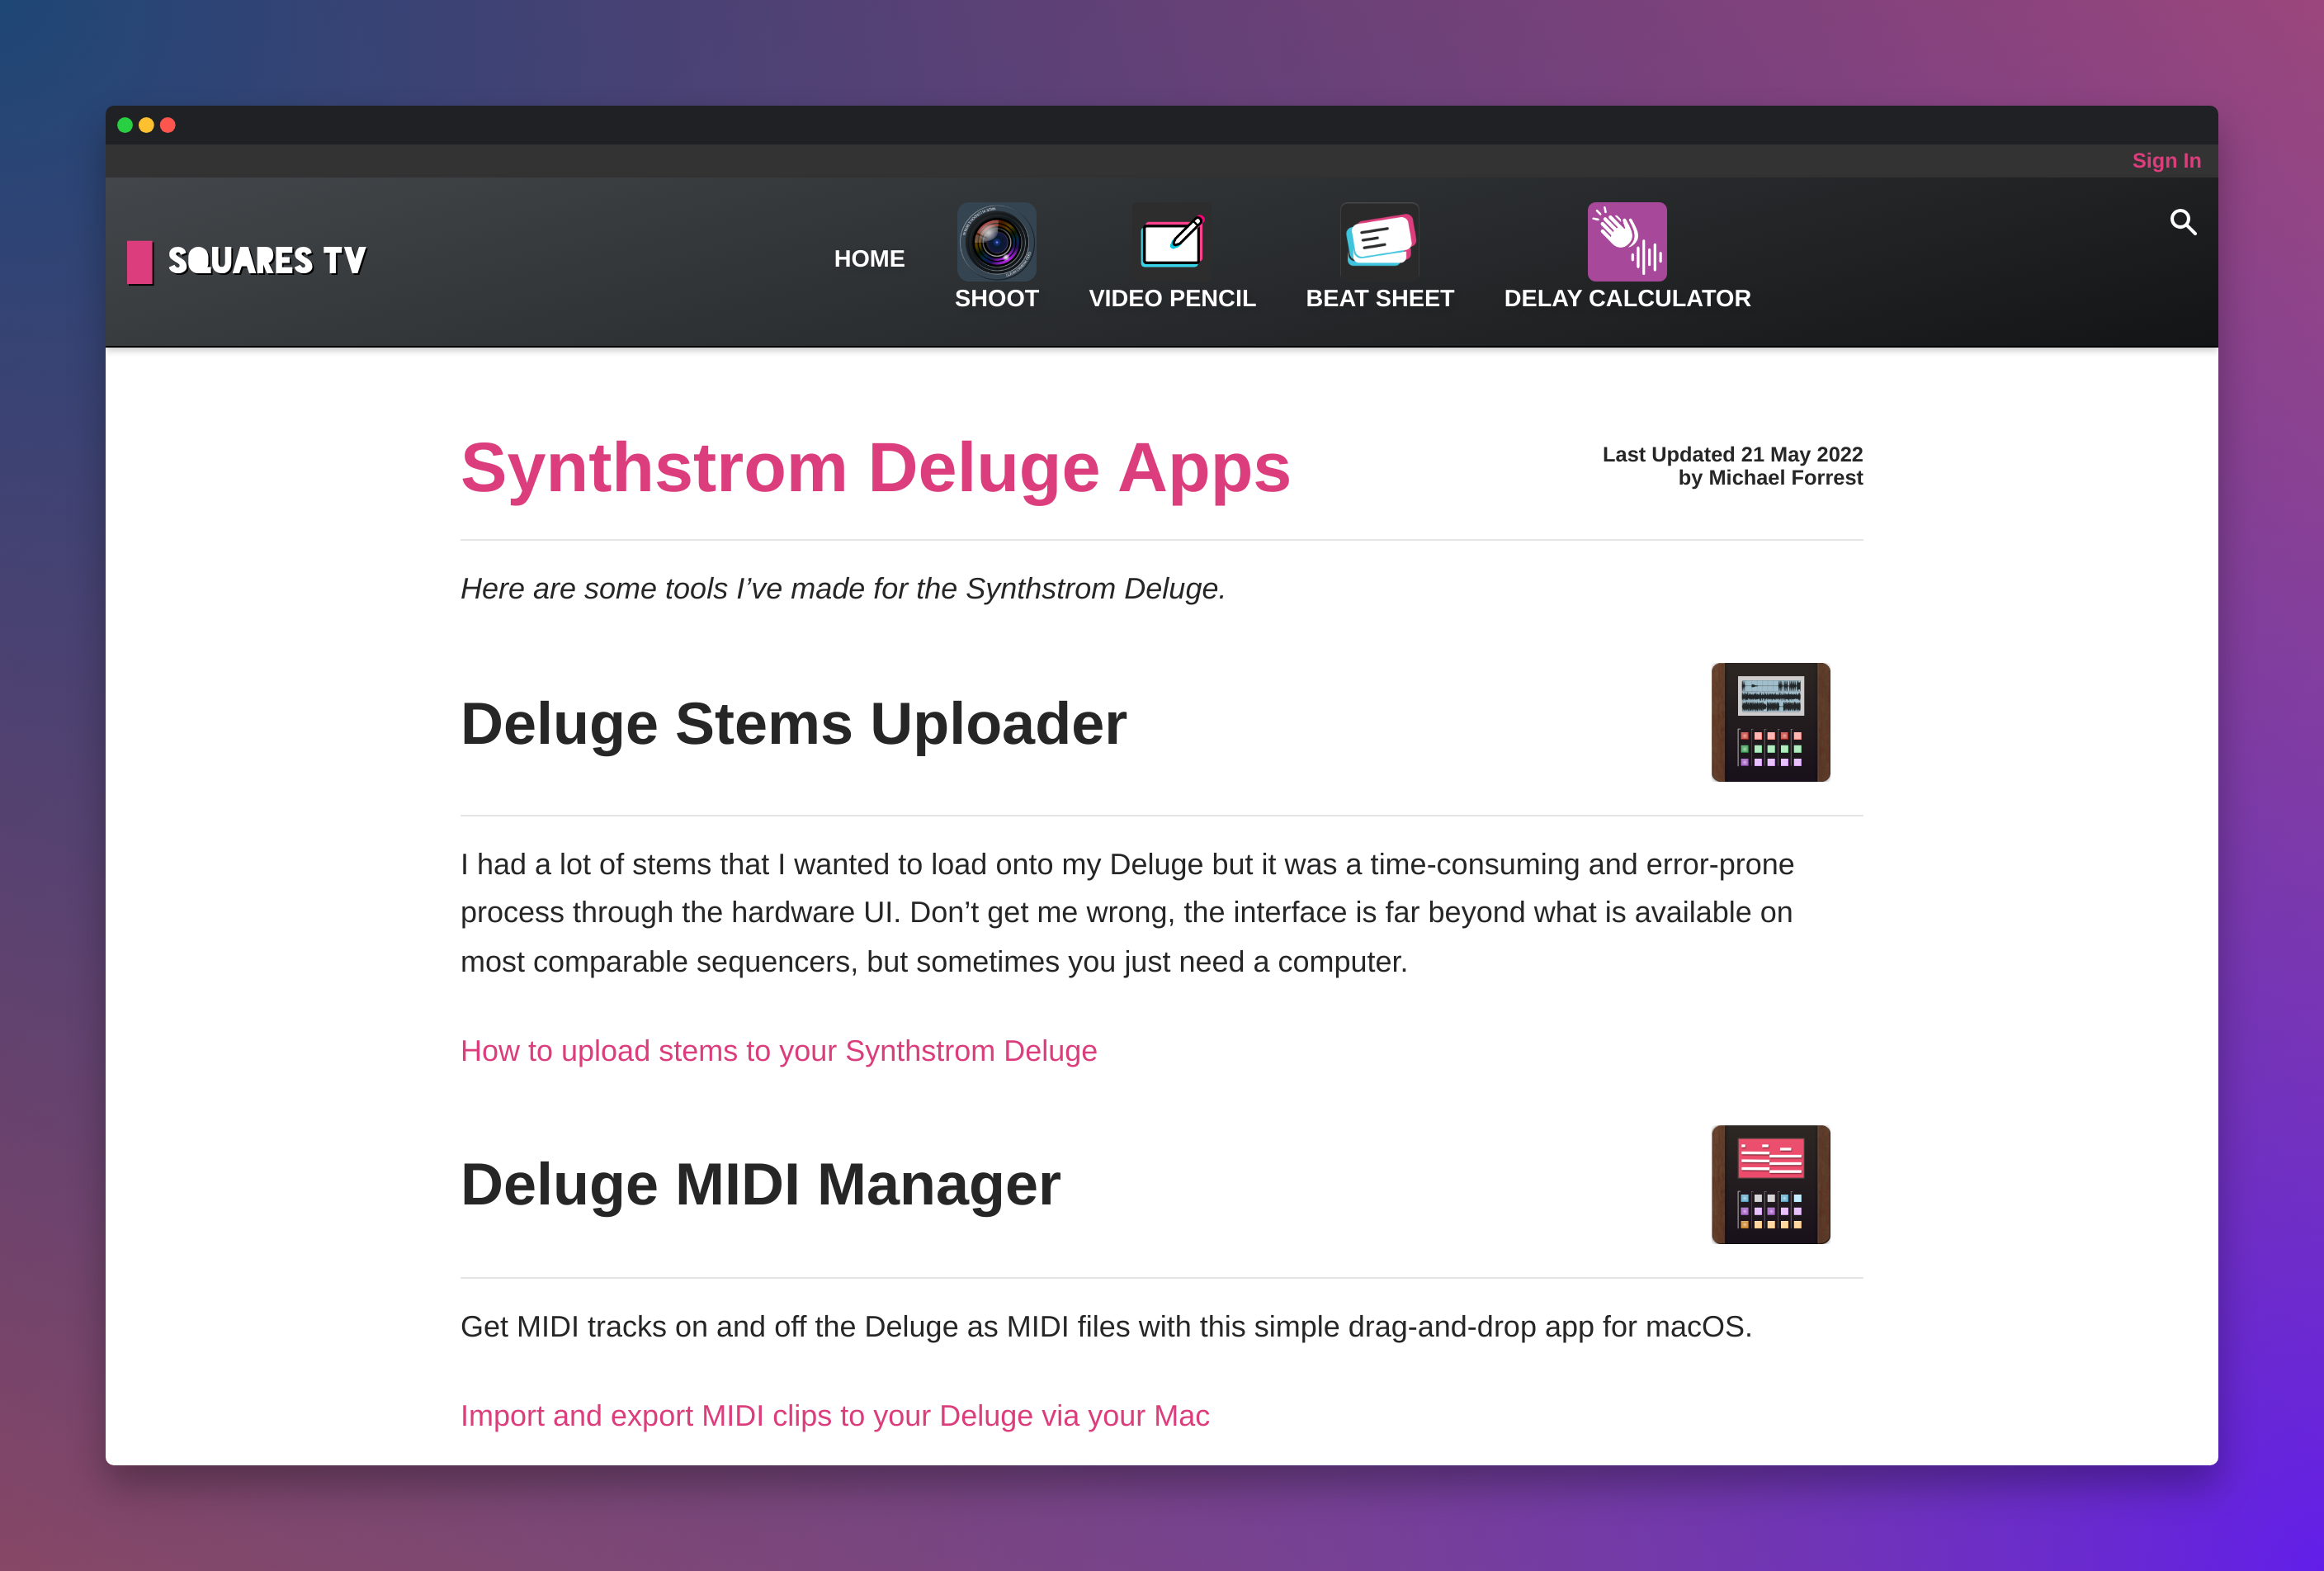 Sign In
SQUARES TV
HOME
SHOOT
VIDEO PENCIL
BEAT SHEET
DELAY CALCULATOR
Synthstrom Deluge Apps
Last Updated 21 May 2022
by Michael Forrest
Here are some tools I’ve made for the Synthstrom Deluge.
Deluge Stems Uploader
I had a lot of stems that I wanted to load onto my Deluge but it was a time-consuming and error-prone
process through the hardware UI. Don’t get me wrong, the interface is far beyond what is available on
most comparable sequencers, but sometimes you just need a computer.
How to upload stems to your Synthstrom Deluge
Deluge MIDI Manager
Get MIDI tracks on and off the Deluge as MIDI files with this simple drag-and-drop app for macOS.
Import and export MIDI clips to your Deluge via your Mac